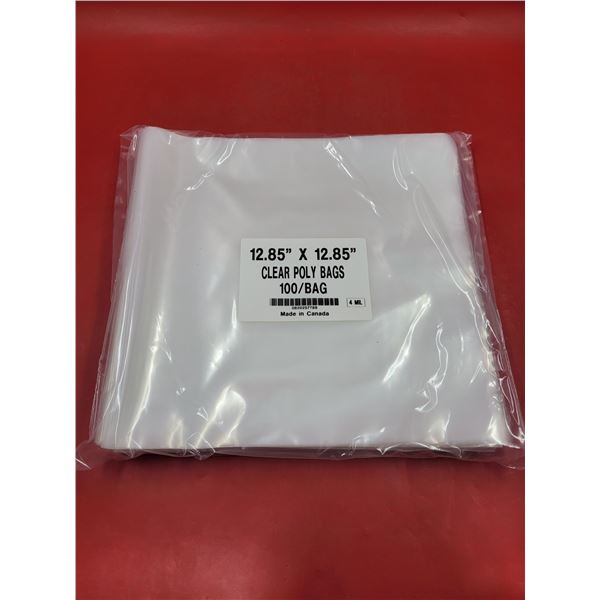 12.85” X 12.85”
CLEAR POLY BAGS
100/BAG
4 MIL
Made in Canada